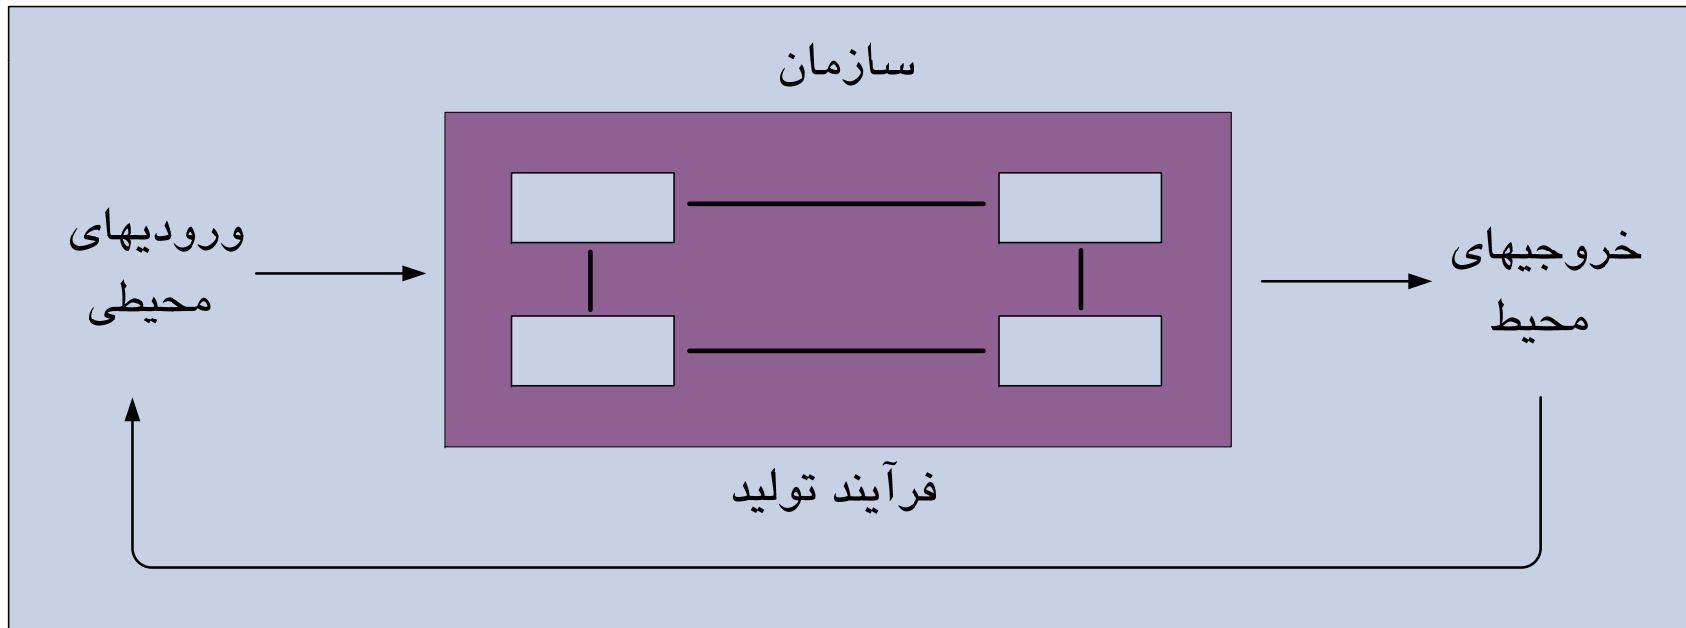 سازمان
ورودیهای
محیطی
خروجیهای
محیط
فرآیند تولید